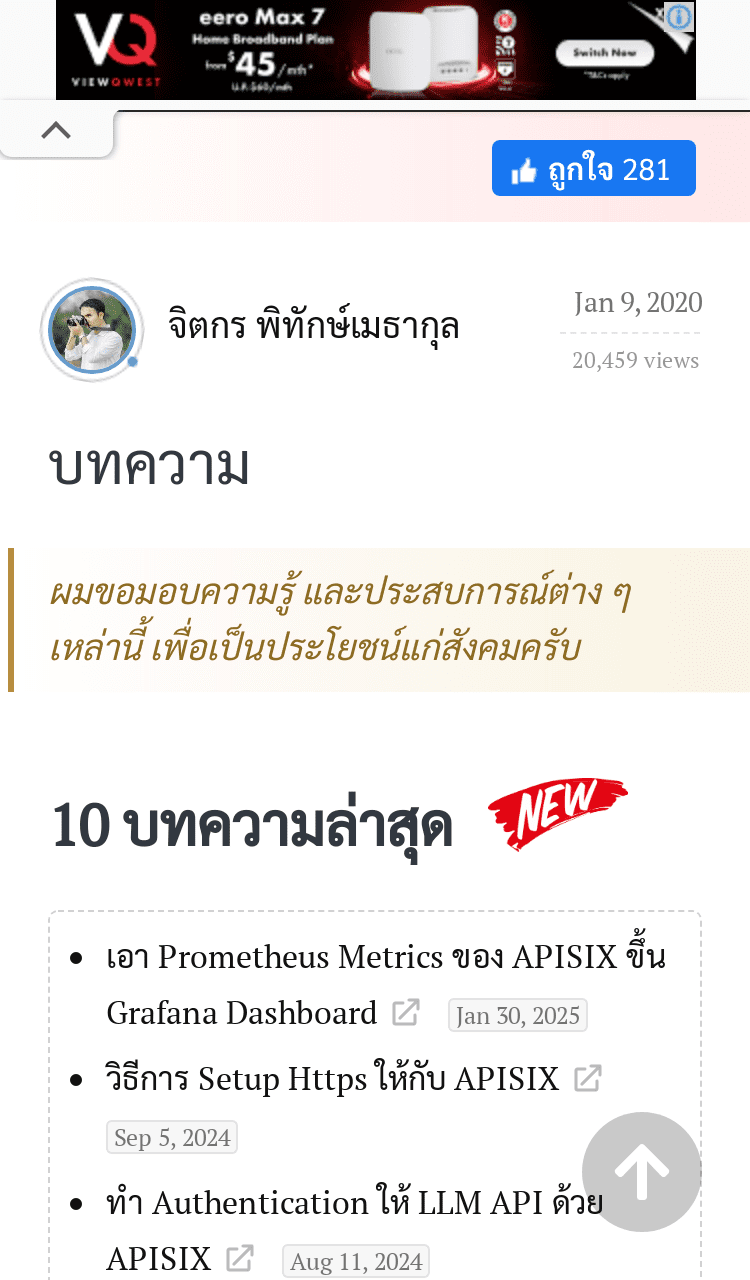 VQ
VIEWQWEST
eero Max 7
Home Broadband Plan
from $45/mth*
U.P. $60/mth
Switch Now
*T&Cs apply
ถูกใจ 281
จิตกร พิทักษ์เมธากุล
Jan 9, 2020
20,459 views
บทความ
ผมขอมอบความรู้ และประสบการณ์ต่าง ๆ
เหล่านี้ เพื่อเป็นประโยชน์แก่สังคมครับ
10 บทความล่าสุด NEW
เอา Prometheus Metrics ของ APISIX ขึ้น
Grafana Dashboard Jan 30, 2025
วิธีการ Setup Https ให้กับ APISIX
Sep 5, 2024
ทำ Authentication ให้ LLM API ด้วย
APISIX Aug 11, 2024